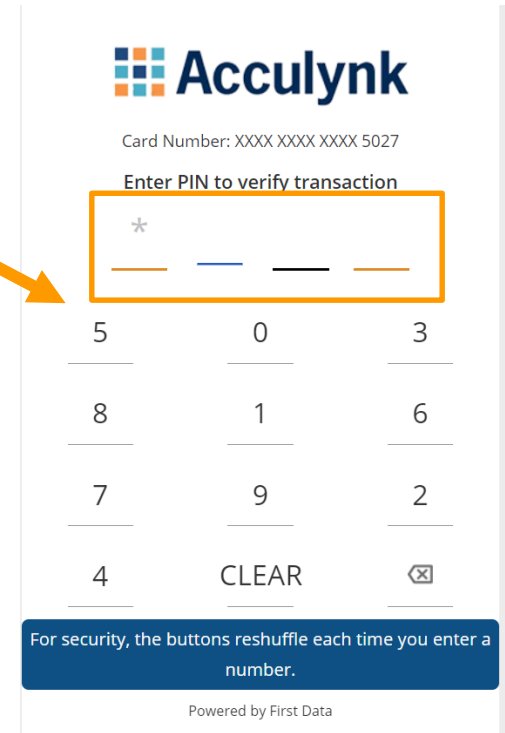 Acculynk
Card Number: XXXX XXXX XXXX 5027
Enter PIN to verify transaction
*
5 0 3
8 1 6
7 9 2
4 CLEAR
For security, the buttons reshuffle each time you enter a
number.
Powered by First Data